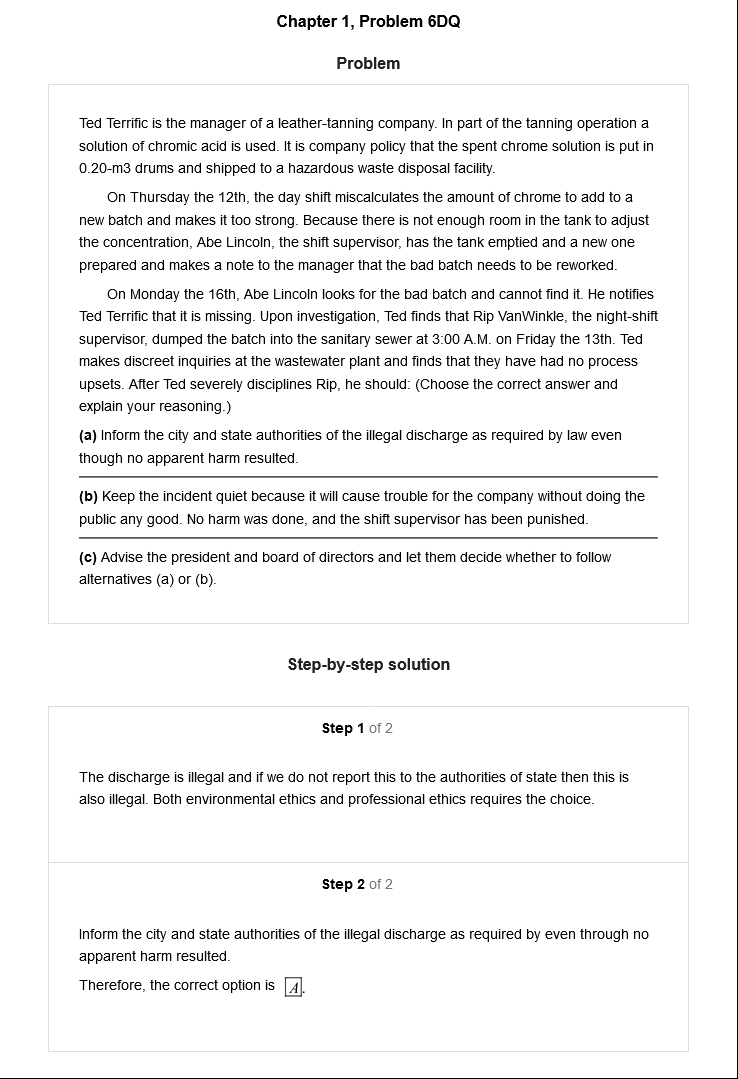 Chapter 1, Problem 6DQ
Problem
Ted Terrific is the manager of a leather-tanning company. In part of the tanning operation a
solution of chromic acid is used. It is company policy that the spent chrome solution is put in
0.20-m3 drums and shipped to a hazardous waste disposal facility.
On Thursday the 12th, the day shift miscalculates the amount of chrome to add to a
new batch and makes it too strong. Because there is not enough room in the tank to adjust
the concentration, Abe Lincoln, the shift supervisor, has the tank emptied and a new one
prepared and makes a note to the manager that the bad batch needs to be reworked.
On Monday the 16th, Abe Lincoln looks for the bad batch and cannot find it. He notifies
Ted Terrific that it is missing. Upon investigation, Ted finds that Rip VanWinkle, the night-shift
supervisor, dumped the batch into the sanitary sewer at 3:00 A.M. on Friday the 13th. Ted
makes discreet inquiries at the wastewater plant and finds that they have had no process
upsets. After Ted severely disciplines Rip, he should: (Choose the correct answer and
explain your reasoning.)
(a) Inform the city and state authorities of the illegal discharge as required by law even
though no apparent harm resulted.
(b) Keep the incident quiet because it will cause trouble for the company without doing the
public any good. No harm was done, and the shift supervisor has been punished.
(c) Advise the president and board of directors and let them decide whether to follow
alternatives (a) or (b).
Step-by-step solution
Step 1 of 2
The discharge is illegal and if we do not report this to the authorities of state then this is
also illegal. Both environmental ethics and professional ethics requires the choice.
Step 2 of 2
Inform the city and state authorities of the illegal discharge as required by even through no
apparent harm resulted.
Therefore, the correct option is A.